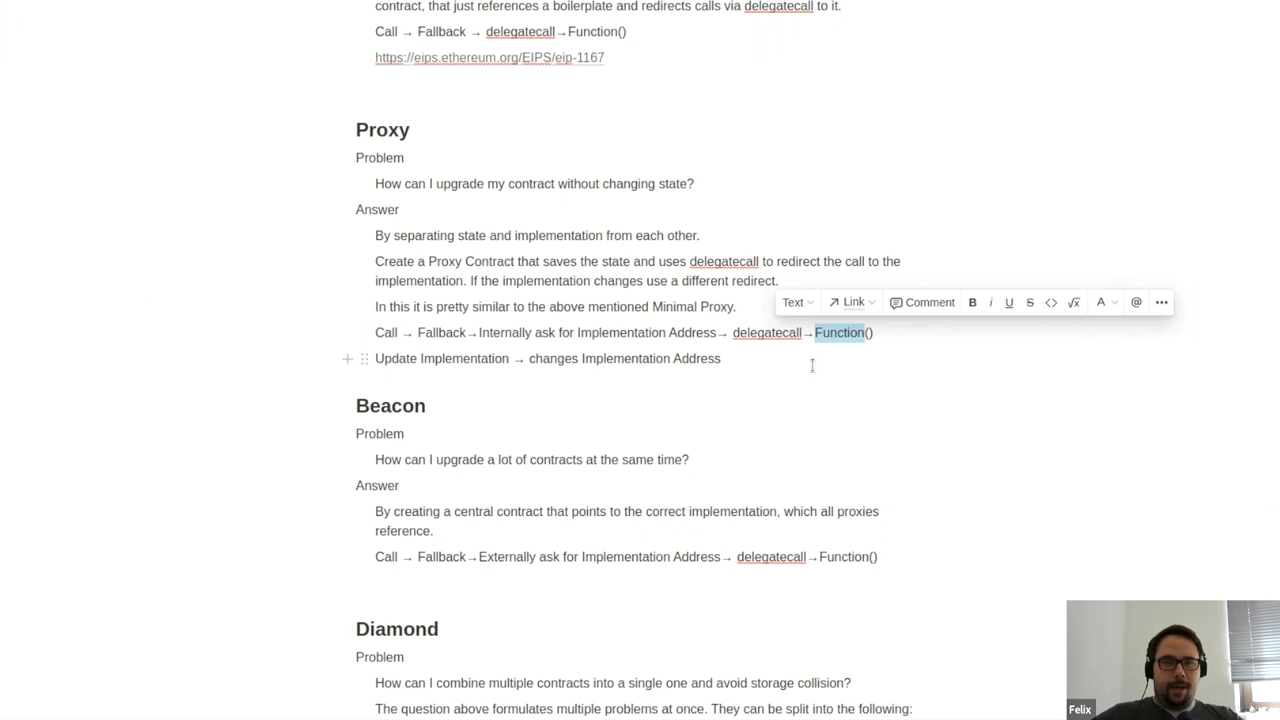 contract, that just references a boilerplate and redirects calls via delegatecall to it.
Call → Fallback → delegatecall→Function()
https://eips.ethereum.org/EIPS/eip-1167
Proxy
Problem
How can I upgrade my contract without changing state?
Answer
By separating state and implementation from each other.
Create a Proxy Contract that saves the state and uses delegatecall to redirect the call to the
implementation. If the implementation changes use a different redirect.
In this it is pretty similar to the above mentioned Minimal Proxy.
Text Link Comment B i U S <> √x A @ •••
Call → Fallback→Internally ask for Implementation Address→ delegatecall→Function()
Update Implementation → changes Implementation Address
Beacon
Problem
How can I upgrade a lot of contracts at the same time?
Answer
By creating a central contract that points to the correct implementation, which all proxies
reference.
Call → Fallback→Externally ask for Implementation Address→ delegatecall→Function()
Diamond
Problem
How can I combine multiple contracts into a single one and avoid storage collision?
The question above formulates multiple problems at once. They can be split into the following:
Felix